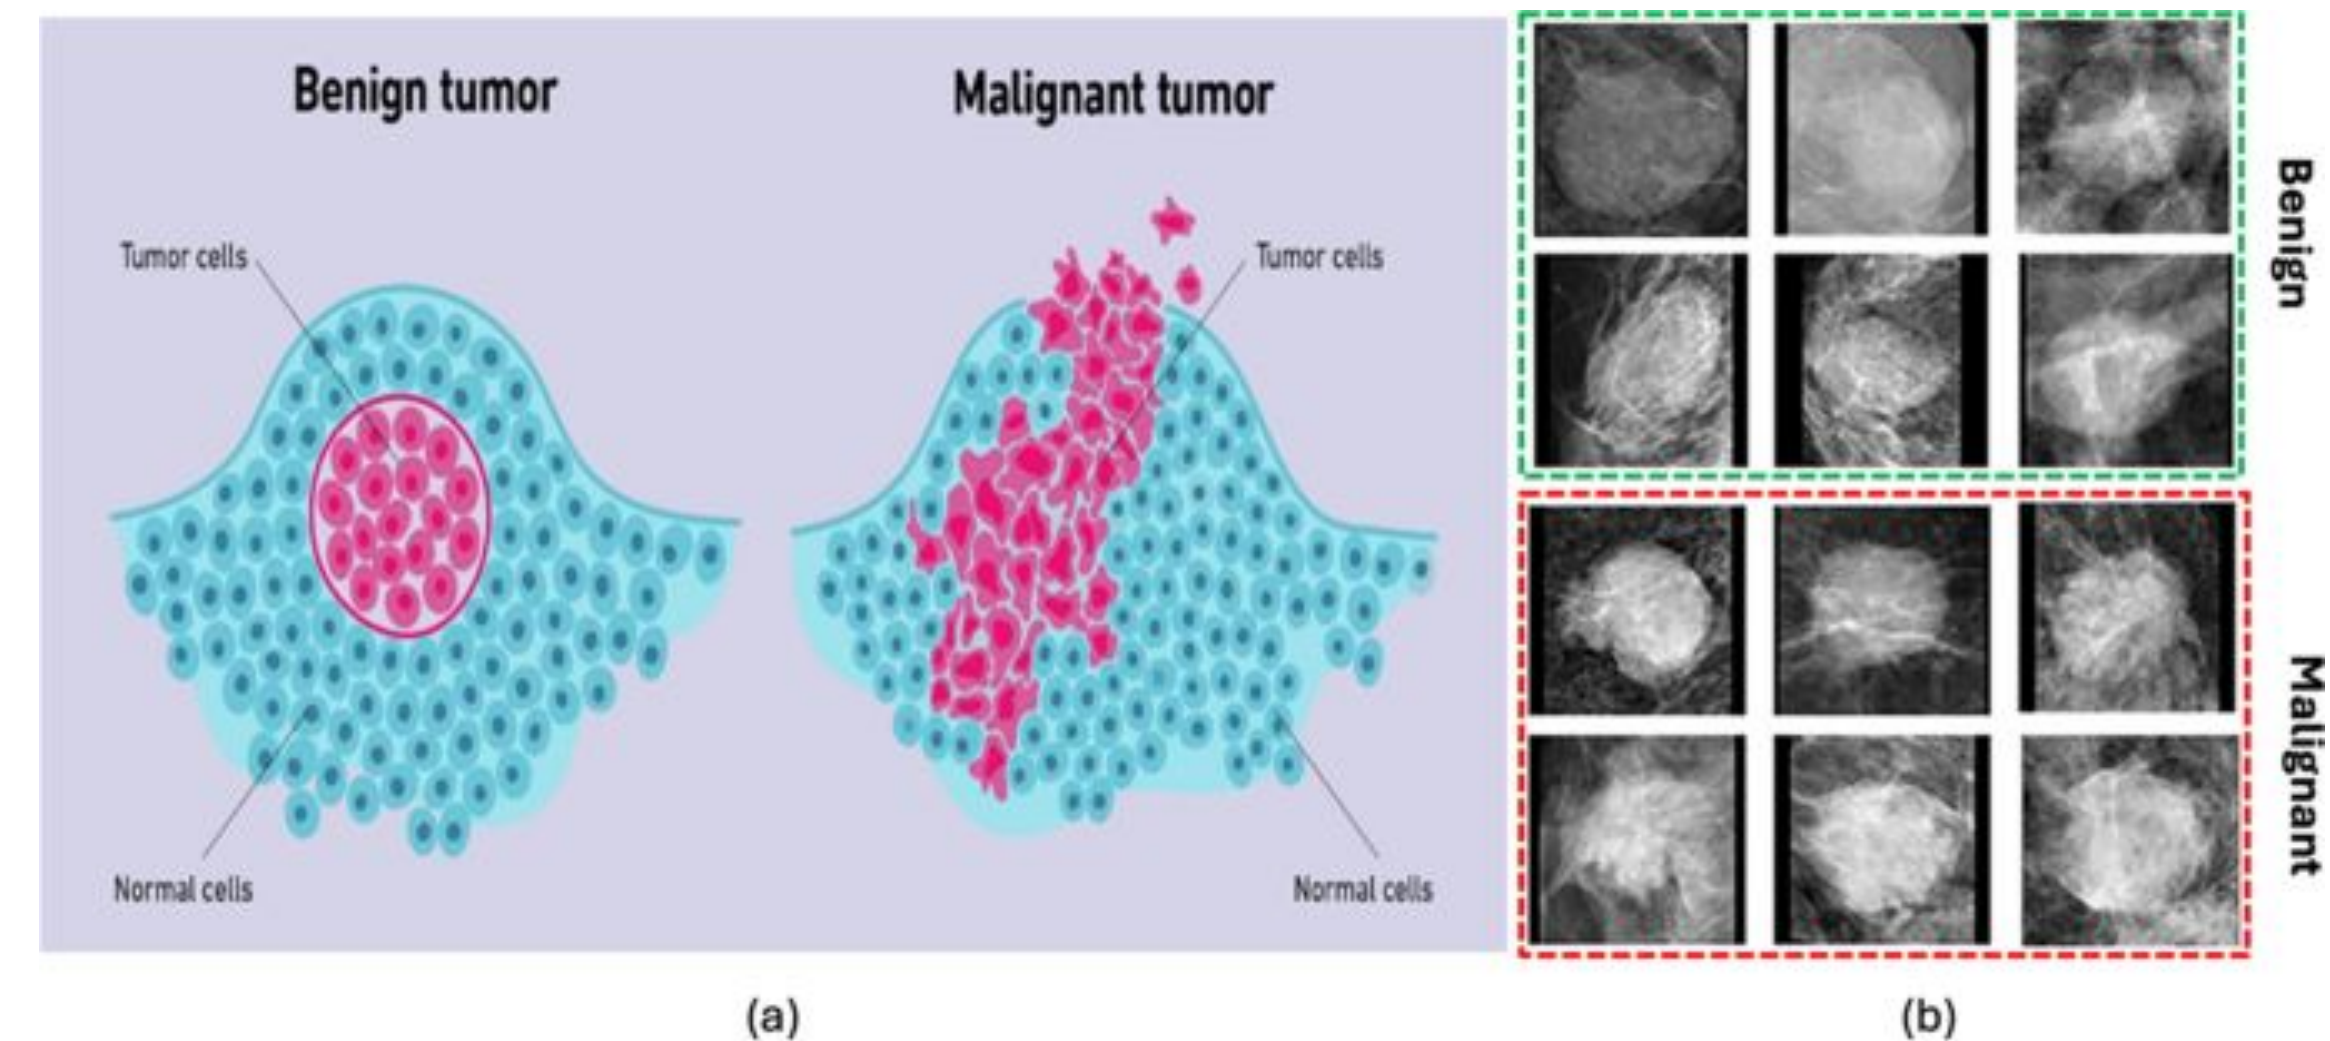 Benign tumor
Malignant tumor
Tumor cells
Tumor cells
Normal cells
Normal cells
(a)
Benign
Malignant
(b)